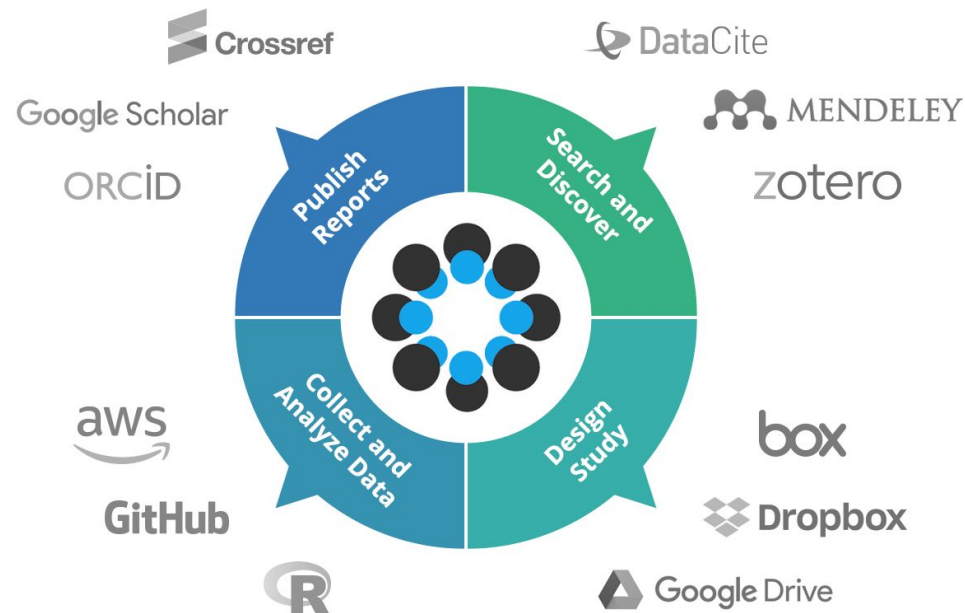 Crossref
DataCite
Google Scholar
MENDELEY
ORCID
zotero
Publish
Reports
Search and
Discover
Collect and
Analyze Data
Design
Study
aws
box
GitHub
Dropbox
R
Google Drive